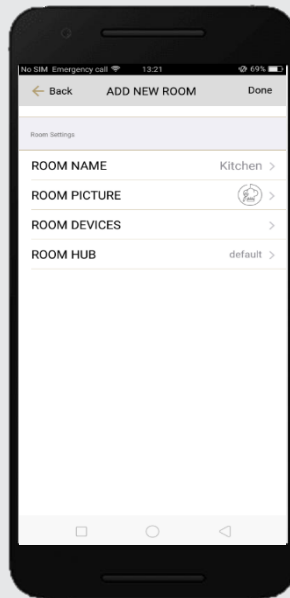 No SIM Emergency call 13:21 69%
Back ADD NEW ROOM Done
Room Settings
ROOM NAME Kitchen
ROOM PICTURE
ROOM DEVICES
ROOM HUB default